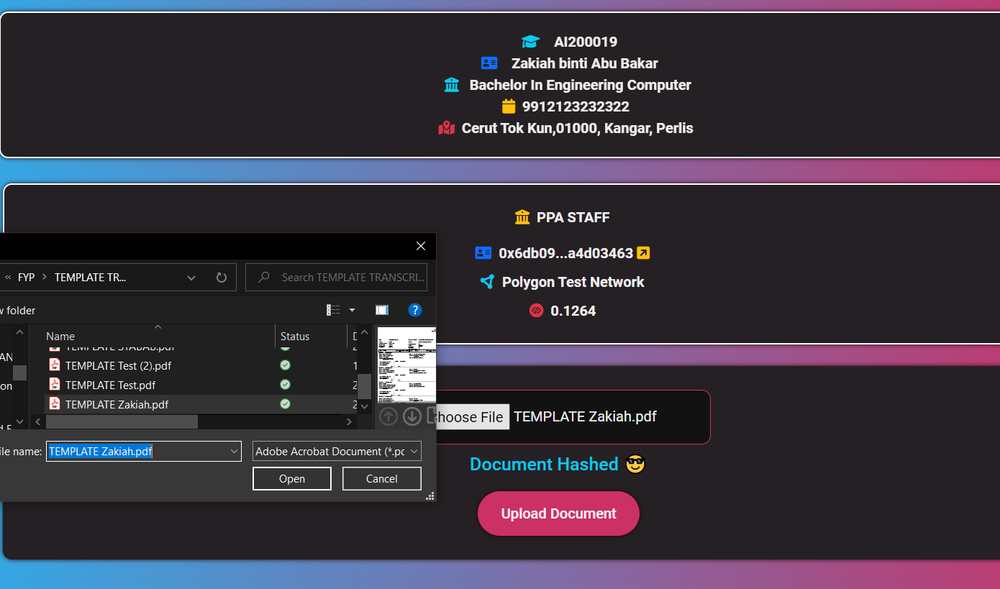 AI200019
Zakiah binti Abu Bakar
Bachelor In Engineering Computer
9912123232322
Cerut Tok Kun,01000, Kangar, Perlis
PPA STAFF
0x6db09...a4d03463
Polygon Test Network
0.1264
« FYP > TEMPLATE TR...
Search TEMPLATE TRANSCRI...
w folder
?
Name Status
TEMPLATE STABAB.pdf
TEMPLATE Test (2).pdf 1
TEMPLATE Test.pdf 2
TEMPLATE Zakiah.pdf 2
AN
on
ile name: TEMPLATE Zakiah.pdf
Adobe Acrobat Document (*.pc
Open Cancel
hoose File TEMPLATE Zakiah.pdf
Document Hashed
Upload Document